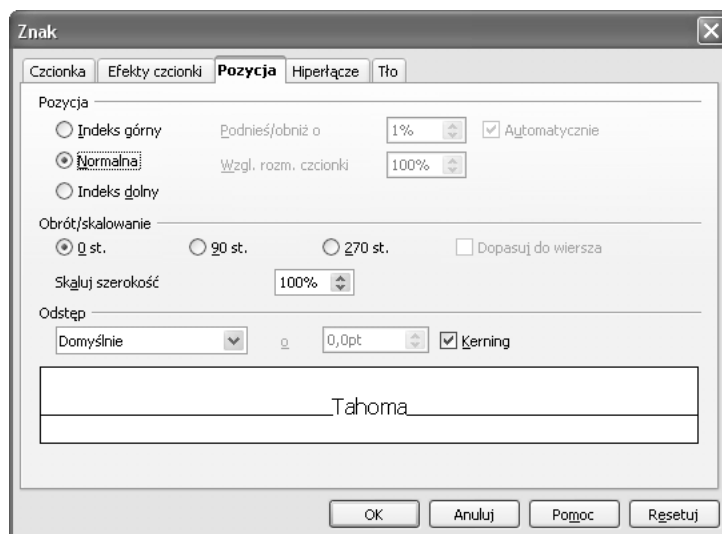 Znak
Czcionka Efekty czcionki Pozycja Hiperłącze Tło
Pozycja
Indeks górny Podnieś/obniż o 1% Automatycznie
Normalna Wzgl. rozm. czcionki 100%
Indeks dolny
Obrót/skalowanie
0 st. 90 st. 270 st. Dopasuj do wiersza
Skaluj szerokość 100%
Odstęp
Domyślnie o 0,0pt Kerning
Tahoma
OK Anuluj Pomoc Resetuj